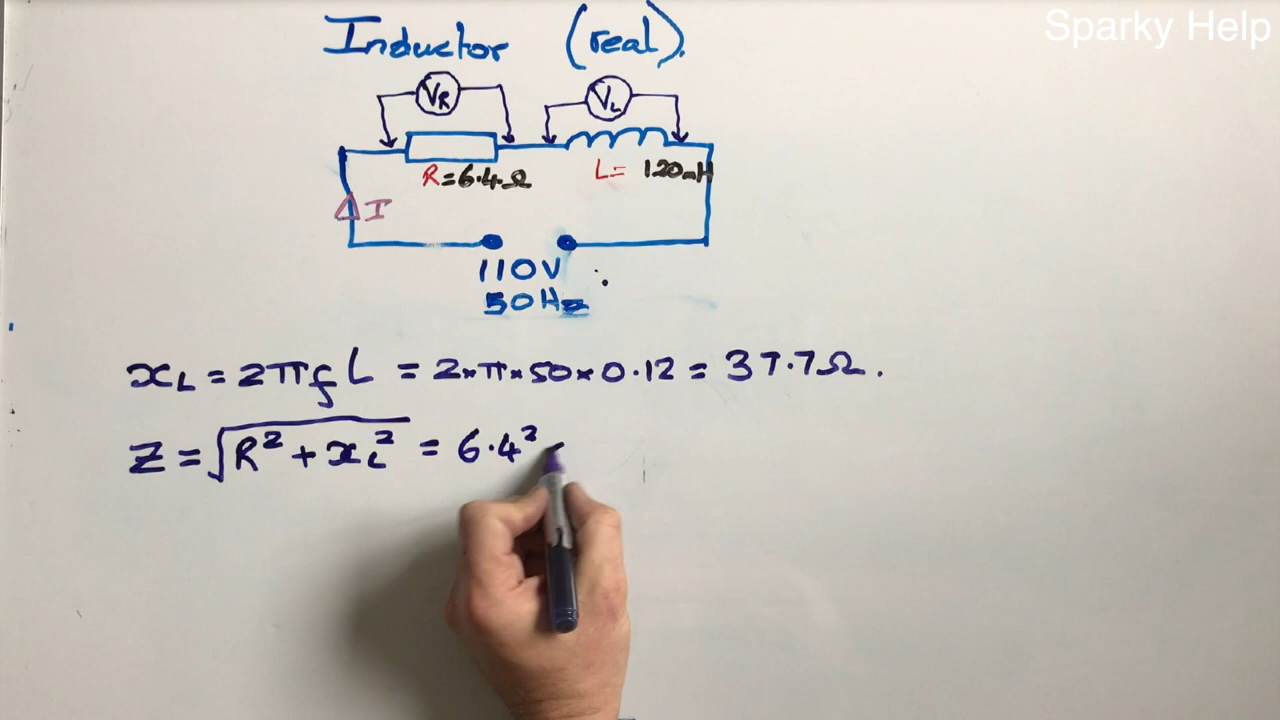 Sparky Help
Inductor (real).
VR VL
R=6.4Ω L= 120mH
I
110V
50Hz
xL = 2πfL = 2×π×50×0.12 = 37.7Ω.
Z = √R² + xL² = 6.4²